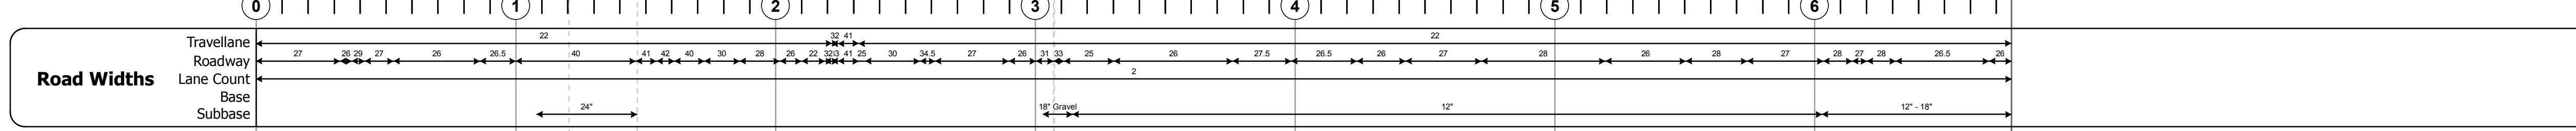 0 1 2 3 4 5 6
Travellane 22 32 41 22
Roadway 27 26 29 27 26 26.5 40 41 42 40 30 28 26 22 32 41 25 30 34.5 27 26 31 33 25 26 27.5 26.5 26 27 28 26 28 27 28 27 28 26.5 26
Road Widths
Lane Count 2
Base
Subbase 24" 18" Gravel 12" 12" - 18"